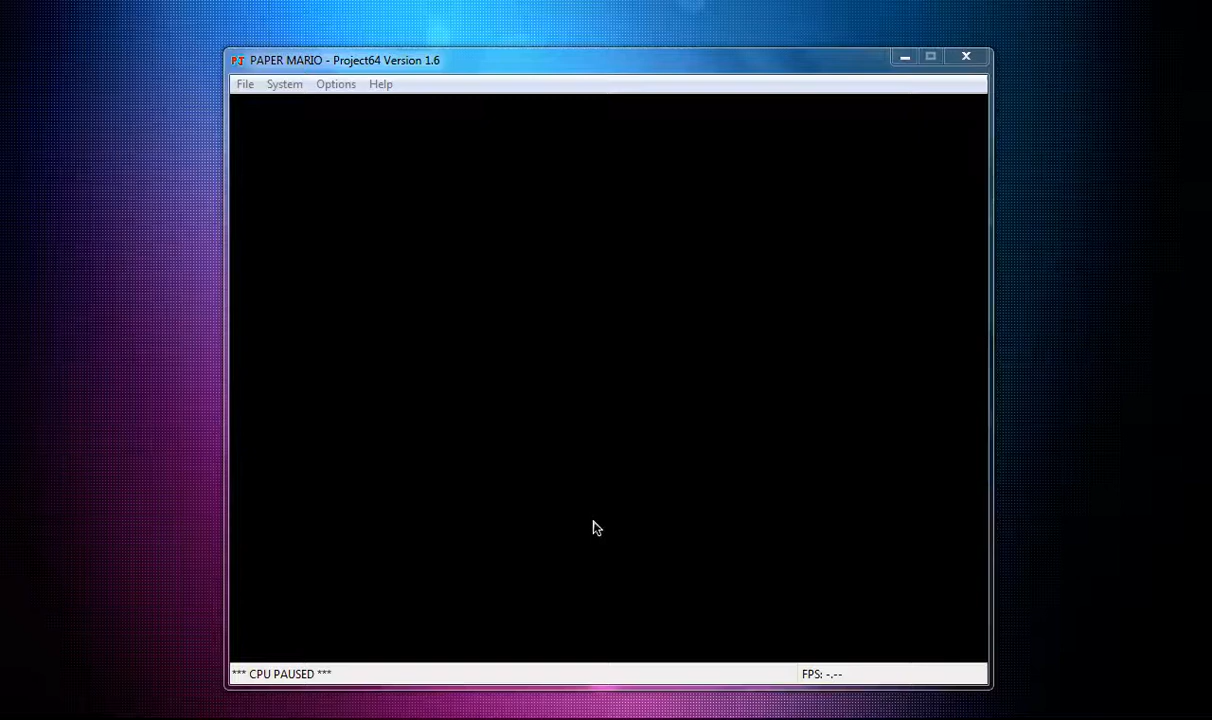 PAPER MARIO - Project64 Version 1.6
File System Options Help
*** CPU PAUSED *** FPS: -.--